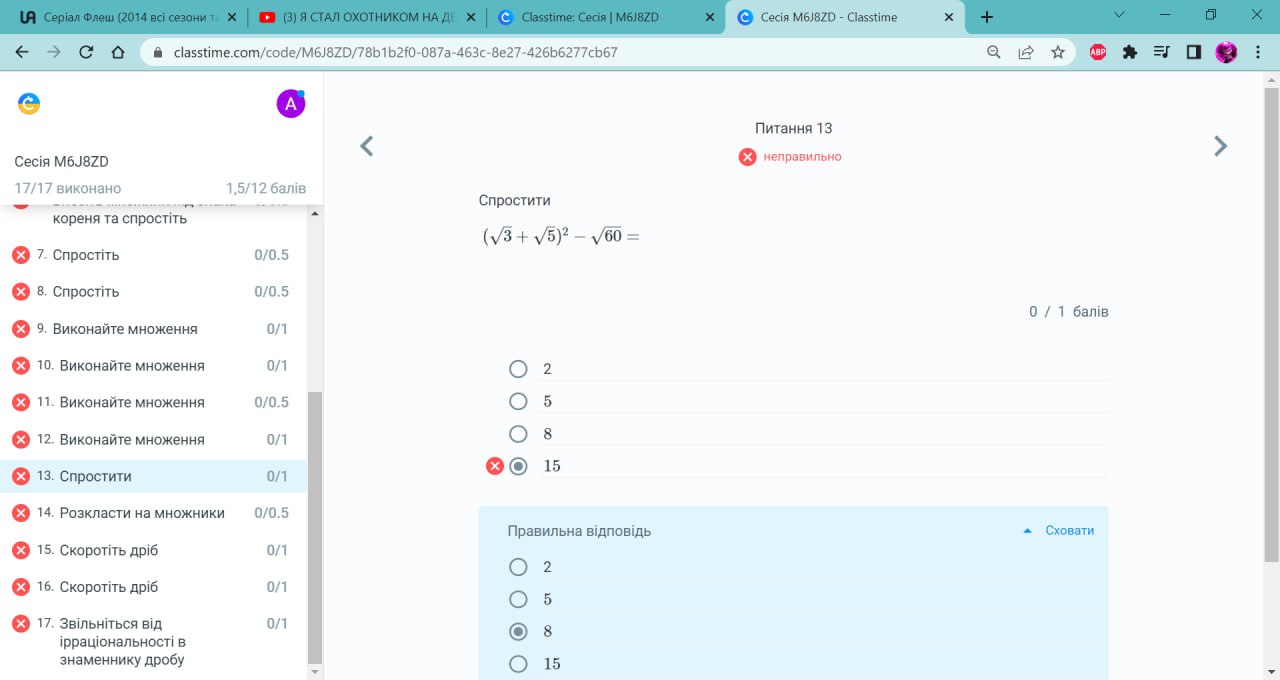 Серіал Флеш (2014 всі сезони та
(3) Я СТАЛ ОХОТНИКОМ НА ДЕ
Classtime: Сесія | M6J8ZD
Сесія M6J8ZD - Classtime
classtime.com/code/M6J8ZD/78b1b2f0-087a-463c-8e27-426b6277cb67
ABP
A
Сесія M6J8ZD
17/17 виконано 1,5/12 балів
кореня та спростіть
7. Спростіть 0/0.5
8. Спростіть 0/0.5
9. Виконайте множення 0/1
10. Виконайте множення 0/1
11. Виконайте множення 0/0.5
12. Виконайте множення 0/1
13. Спростити 0/1
14. Розкласти на множники 0/0.5
15. Скоротіть дріб 0/1
16. Скоротіть дріб 0/1
17. Звільніться від 0/1
ірраціональності в
знаменнику дробу
Питання 13
неправильно
Спростити
(√3 + √5)² − √60 =
0 / 1 балів
2
5
8
15
Правильна відповідь Сховати
2
5
8
15